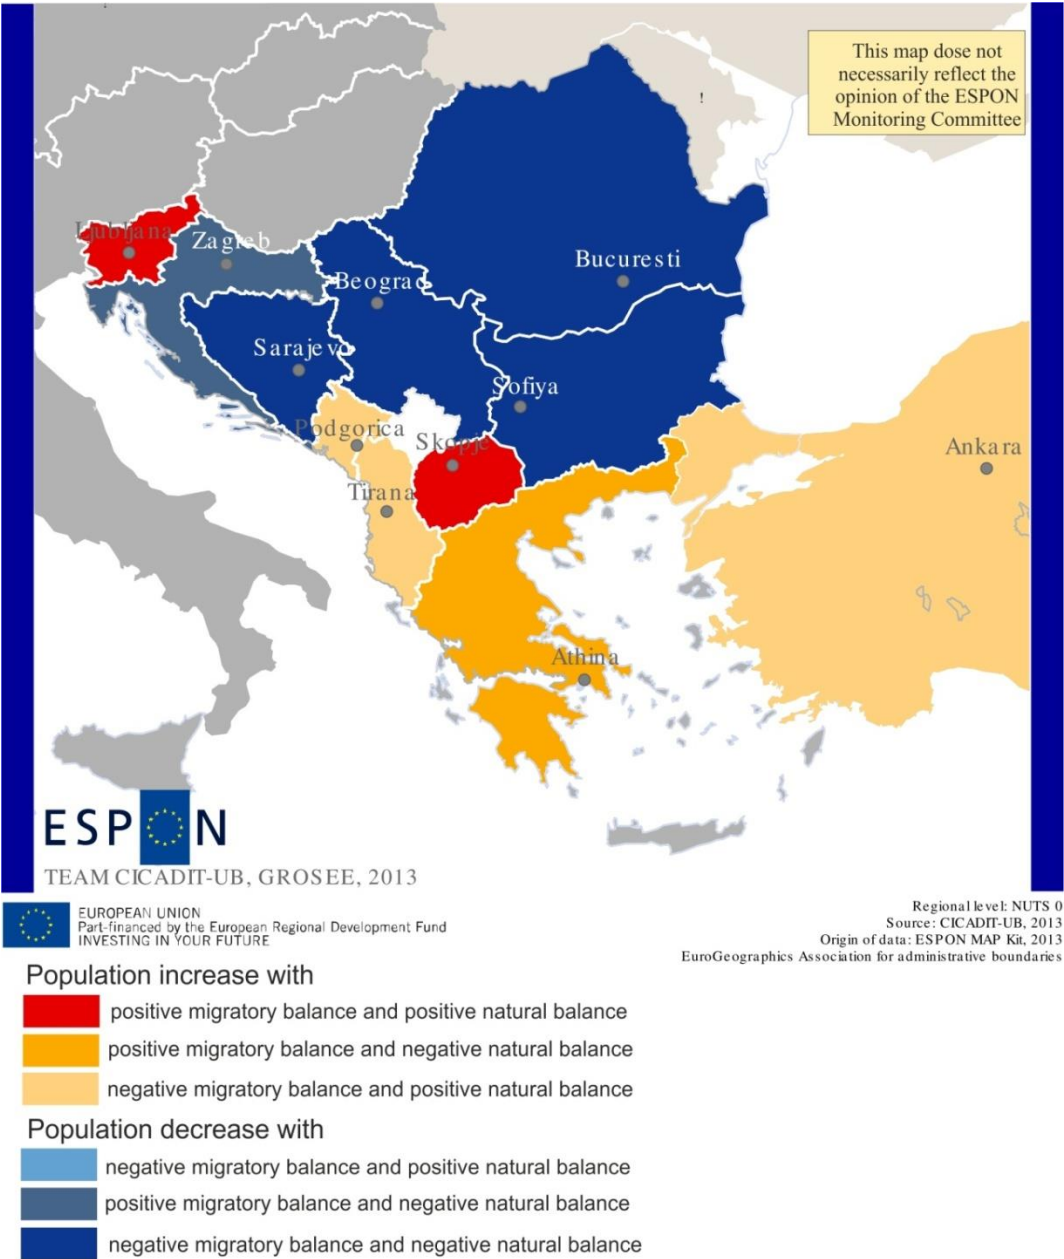 This map dose not
necessarily reflect the
opinion of the ESPON
Monitoring Committee
!
Ljubljana
Zagreb
Bucuresti
Beograd
Sarajevo
Sofiya
Podgorica
Skopje
Ankara
Tirana
Athina
ESPON
TEAM CICADIT-UB, GROSEE, 2013
EUROPEAN UNION
Part-financed by the European Regional Development Fund
INVESTING IN YOUR FUTURE
Regional level: NUTS 0
Source: CICADIT-UB, 2013
Origin of data: ESPON MAP Kit, 2013
EuroGeographics Association for administrative boundaries
Population increase with
positive migratory balance and positive natural balance
positive migratory balance and negative natural balance
negative migratory balance and positive natural balance
Population decrease with
negative migratory balance and positive natural balance
positive migratory balance and negative natural balance
negative migratory balance and negative natural balance